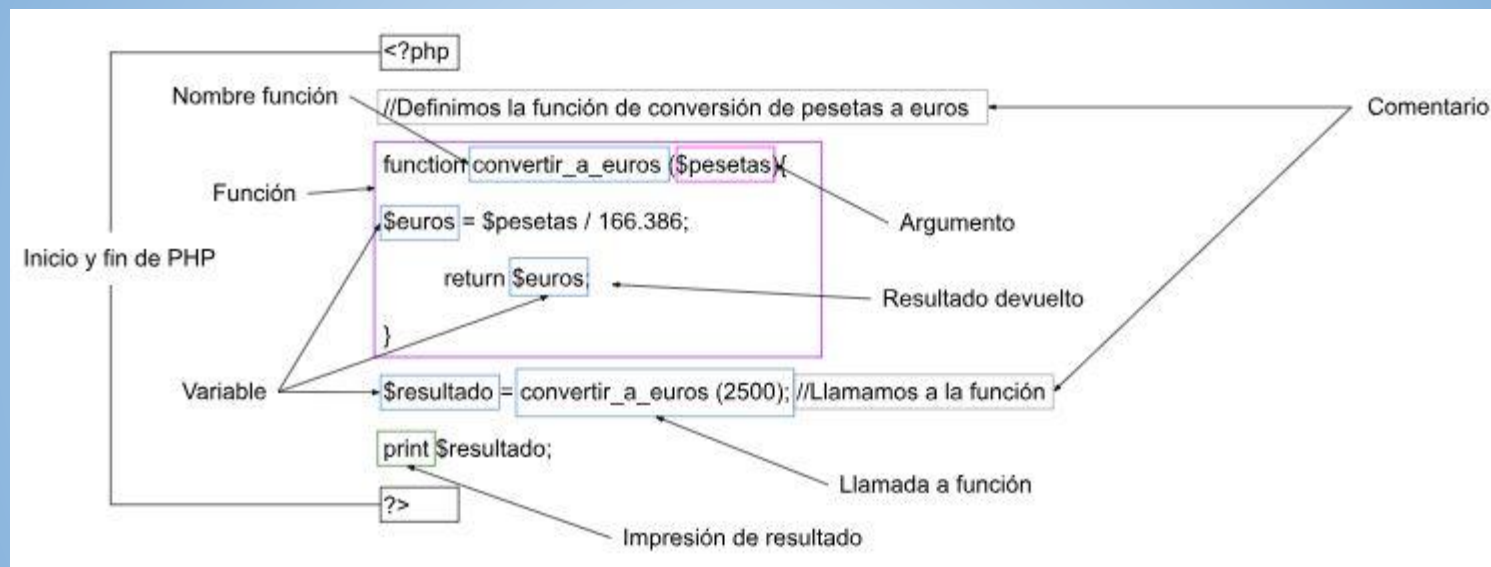 <?php
Nombre función
//Definimos la función de conversión de pesetas a euros
Comentario
function convertir_a_euros ($pesetas){
Función
$euros = $pesetas / 166.386;
Argumento
Inicio y fin de PHP
return $euros;
Resultado devuelto
}
Variable
$resultado = convertir_a_euros (2500); //Llamamos a la función
print $resultado;
Llamada a función
?>
Impresión de resultado